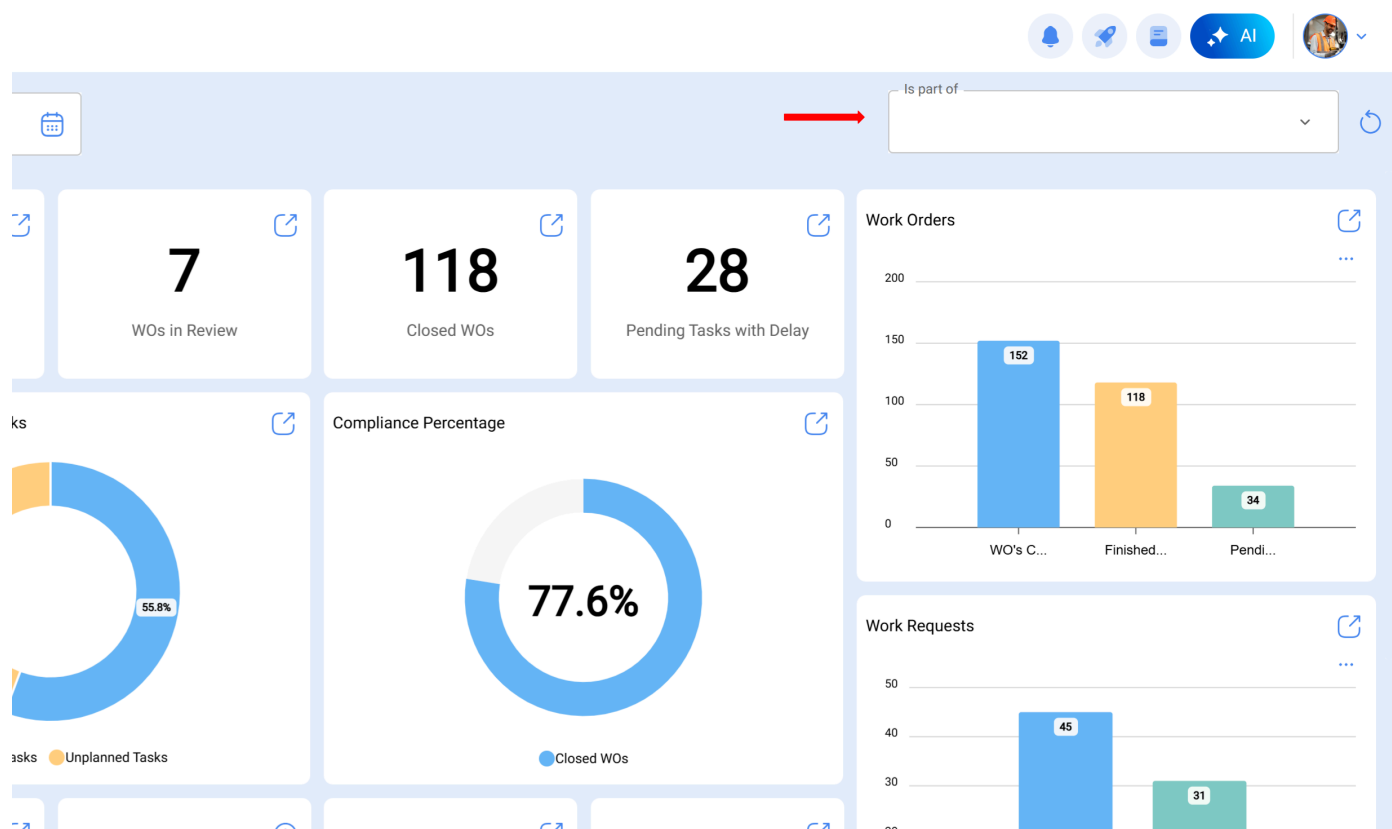 AI
Is part of
7
WOs in Review
118
Closed WOs
28
Pending Tasks with Delay
Work Orders
200
150
100
50
0
152
118
34
WO's C...
Finished...
Pendi...
ks
55.8%
asks
Unplanned Tasks
Compliance Percentage
77.6%
Closed WOs
Work Requests
50
40
30
45
31